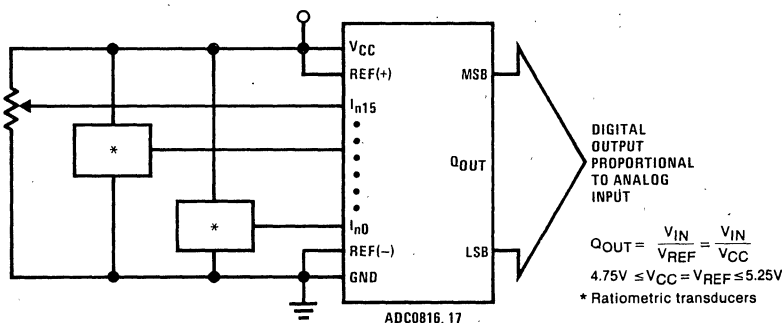 VCC
REF(+)
MSB
In15
*
QOUT
*
In0
REF(−)
LSB
GND
ADC0816, 17
DIGITAL
OUTPUT
PROPORTIONAL
TO ANALOG
INPUT
QOUT = VIN/VREF = VIN/VCC
4.75V ≤ VCC = VREF ≤ 5.25V
* Ratiometric transducers